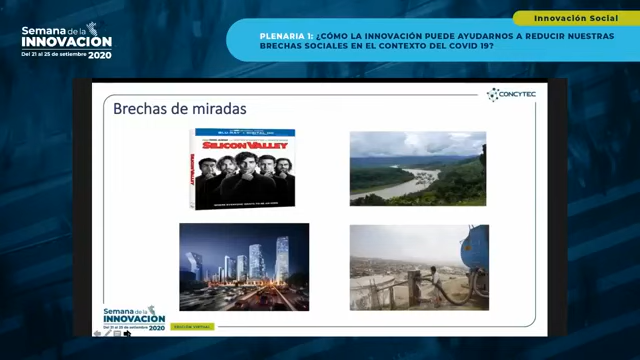 Innovación Social
Semana de la
INNOVACIÓN
Del 21 al 25 de setiembre 2020
PLENARIA 1: ¿CÓMO LA INNOVACIÓN PUEDE AYUDARNOS A REDUCIR NUESTRAS
BRECHAS SOCIALES EN EL CONTEXTO DEL COVID 19?
CONCYTEC
Brechas de miradas
SILICON VALLEY
SILICON VALLEY
Semana de la
INNOVACIÓN
Del 21 al 25 de setiembre 2020
EDICIÓN VIRTUAL